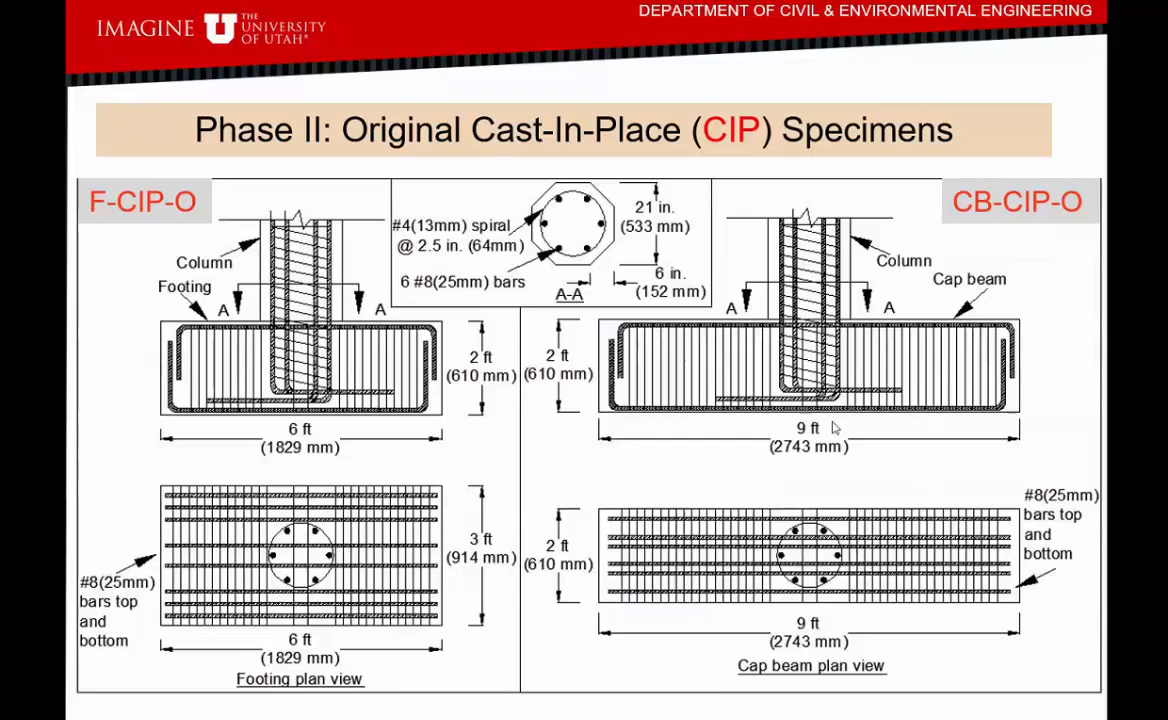 IMAGINE
THE
UNIVERSITY
OF UTAH®
DEPARTMENT OF CIVIL & ENVIRONMENTAL ENGINEERING
Phase II: Original Cast-In-Place (CIP) Specimens
F-CIP-O
Column
Footing
A
A
2 ft
(610 mm)
6 ft
(1829 mm)
#4(13mm) spiral
@ 2.5 in. (64mm)
6 #8(25mm) bars
21 in.
(533 mm)
6 in.
(152 mm)
A-A
CB-CIP-O
Column
Cap beam
A
A
2 ft
(610 mm)
9 ft
(2743 mm)
3 ft
(914 mm)
#8(25mm)
bars top
and
bottom
6 ft
(1829 mm)
Footing plan view
2 ft
(610 mm)
#8(25mm)
bars top
and
bottom
9 ft
(2743 mm)
Cap beam plan view